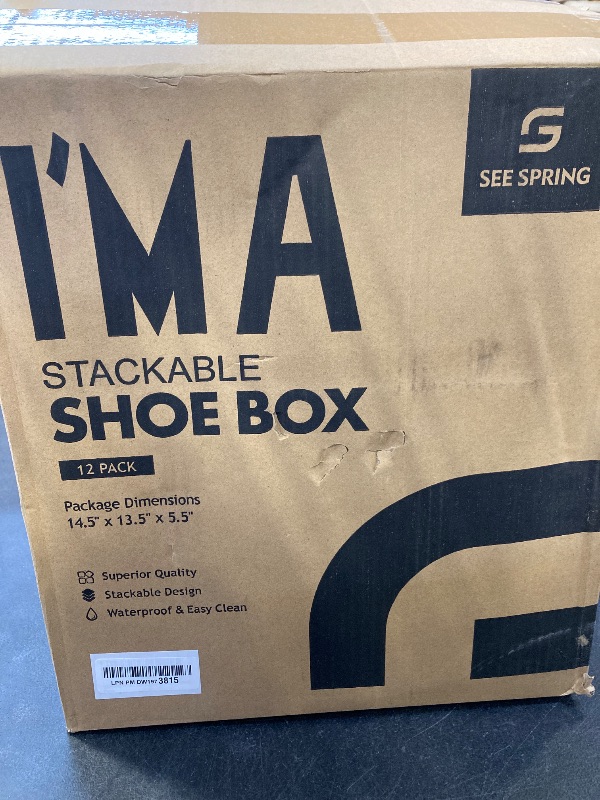 SEE SPRING
I'M A
STACKABLE
SHOE BOX
12 PACK
Package Dimensions
14.5" x 13.5" x 5.5"
Superior Quality
Stackable Design
Waterproof & Easy Clean
3815